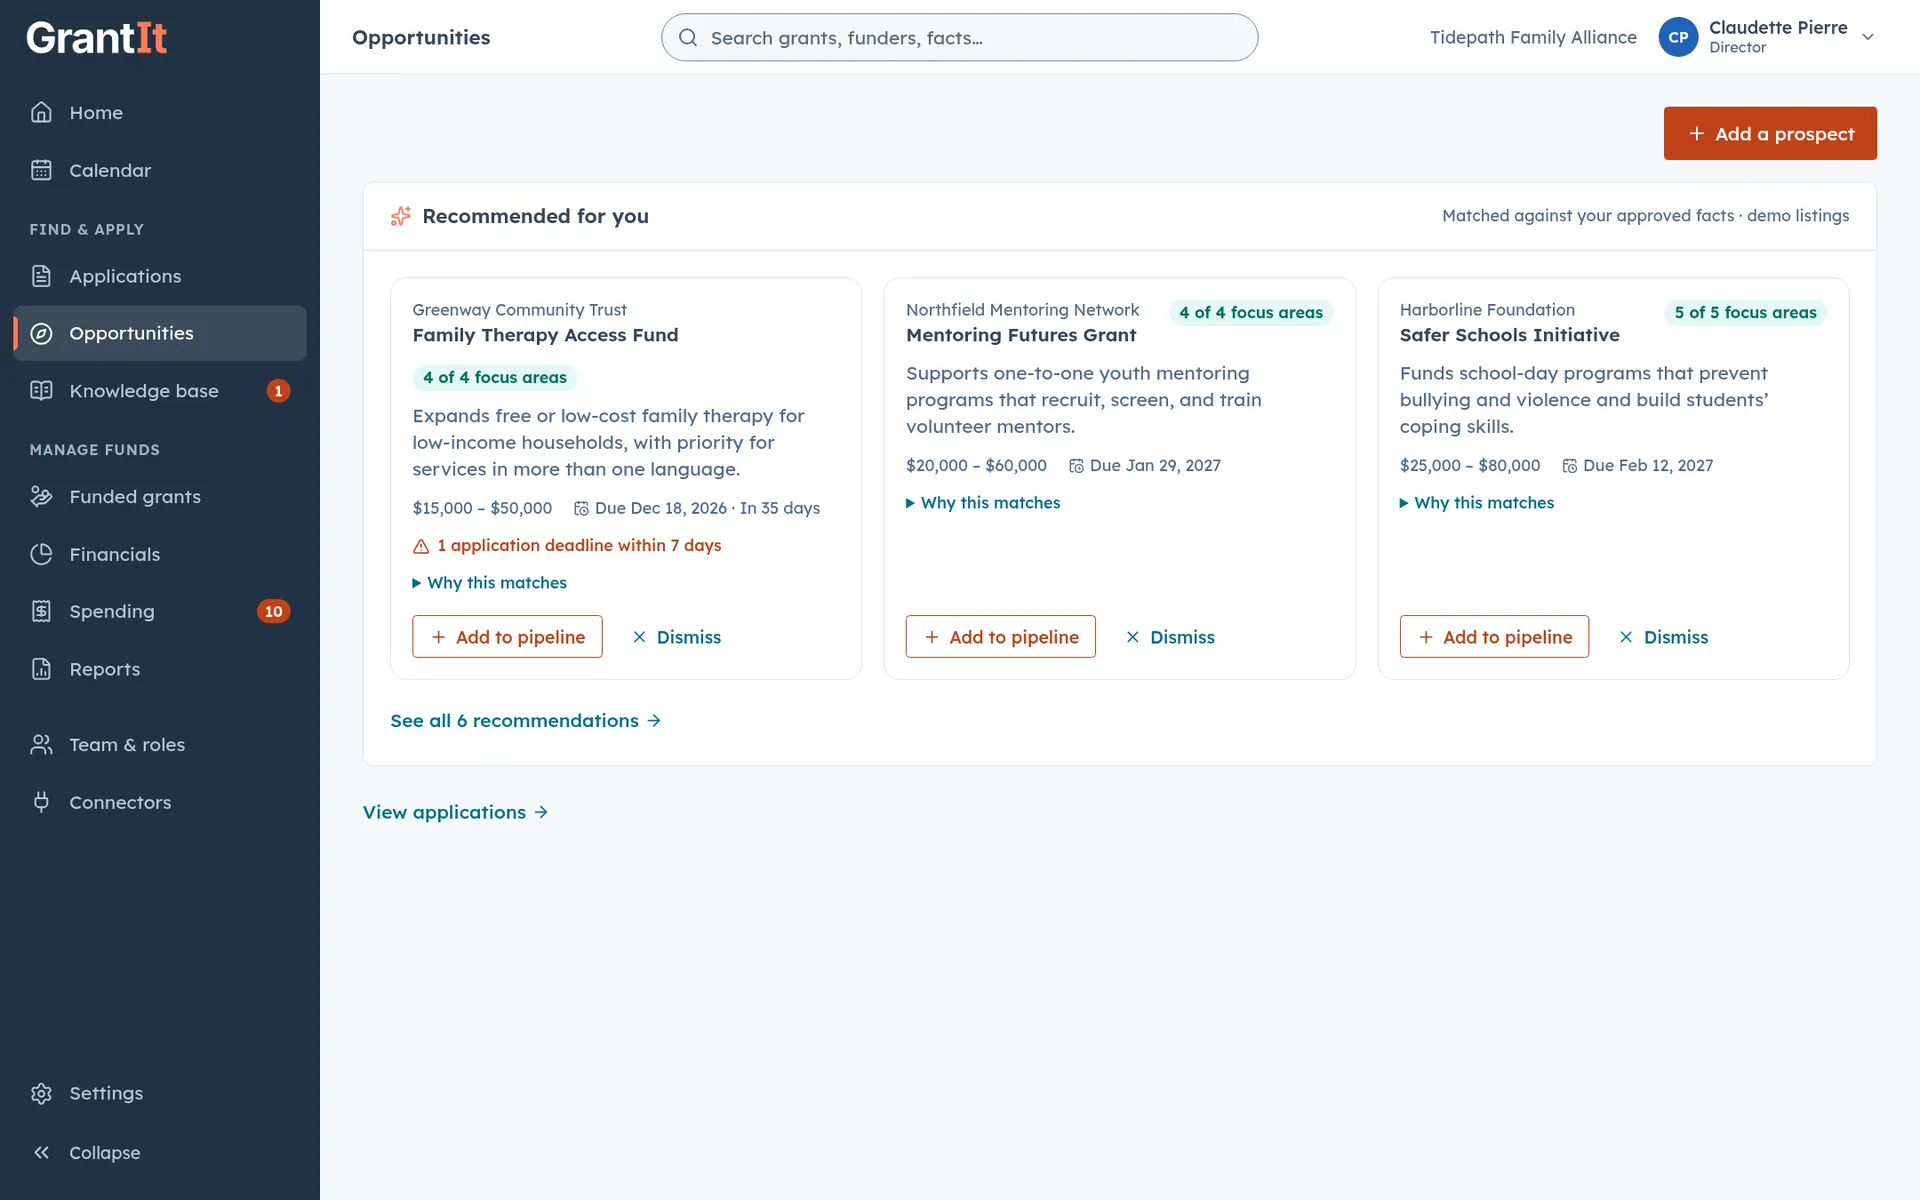 GrantIt
Home
Calendar
FIND & APPLY
Applications
Opportunities
Knowledge base
1
MANAGE FUNDS
Funded grants
Financials
Spending
10
Reports
Team & roles
Connectors
Settings
Collapse
Opportunities
Search grants, funders, facts...
Tidepath Family Alliance
CP
Claudette Pierre
Director
Add a prospect
Recommended for you
Matched against your approved facts · demo listings
Greenway Community Trust
Family Therapy Access Fund
4 of 4 focus areas
Expands free or low-cost family therapy for
low-income households, with priority for
services in more than one language.
$15,000 – $50,000
Due Dec 18, 2026 · In 35 days
1 application deadline within 7 days
Why this matches
Add to pipeline
Dismiss
Northfield Mentoring Network
Mentoring Futures Grant
4 of 4 focus areas
Supports one-to-one youth mentoring
programs that recruit, screen, and train
volunteer mentors.
$20,000 – $60,000
Due Jan 29, 2027
Why this matches
Add to pipeline
Dismiss
Harborline Foundation
Safer Schools Initiative
5 of 5 focus areas
Funds school-day programs that prevent
bullying and violence and build students’
coping skills.
$25,000 – $80,000
Due Feb 12, 2027
Why this matches
Add to pipeline
Dismiss
See all 6 recommendations
View applications